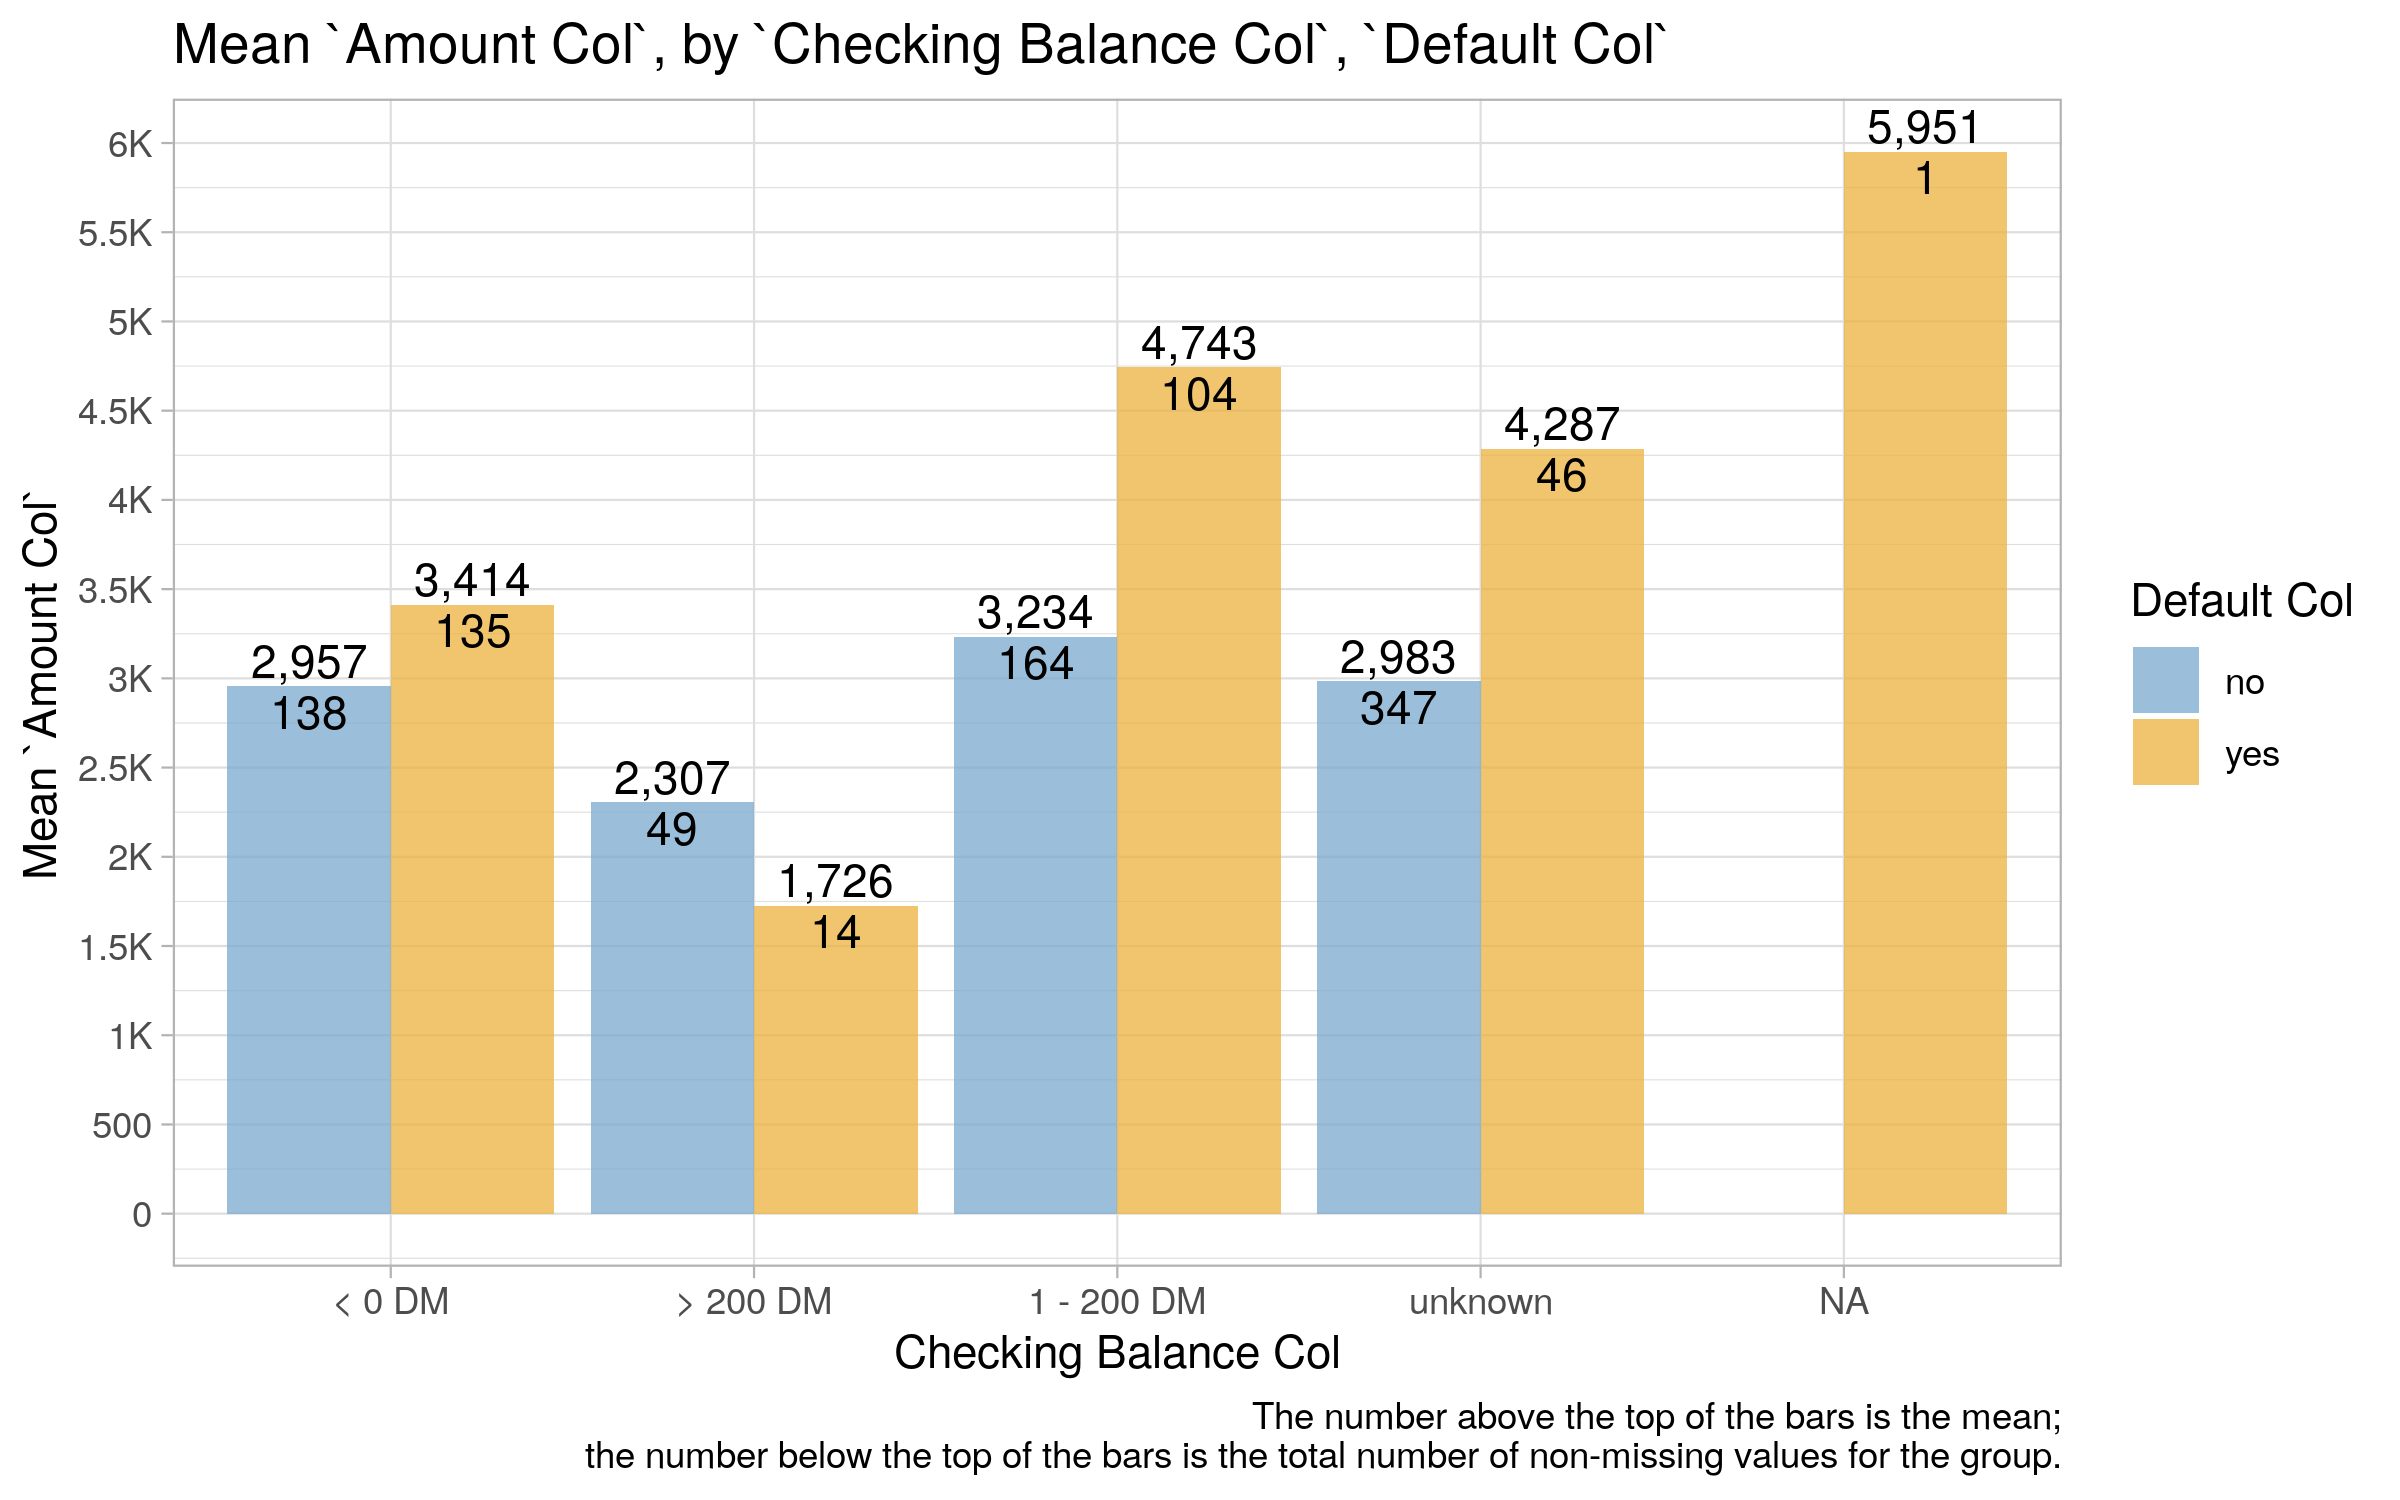 Mean `Amount Col`, by `Checking Balance Col`, `Default Col`
Mean `Amount Col`
6K
5.5K
5K
4.5K
4K
3.5K
3K
2.5K
2K
1.5K
1K
500
0
2,957
138
3,414
135
2,307
49
1,726
14
3,234
164
4,743
104
2,983
347
4,287
46
5,951
1
< 0 DM
> 200 DM
1 - 200 DM
unknown
NA
Checking Balance Col
Default Col
no
yes
The number above the top of the bars is the mean;
the number below the top of the bars is the total number of non-missing values for the group.